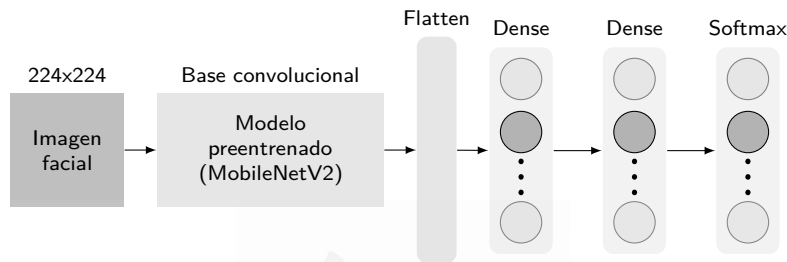 224x224
Imagen
facial
Base convolucional
Modelo
preentrenado
(MobileNetV2)
Flatten
Dense
Dense
Softmax